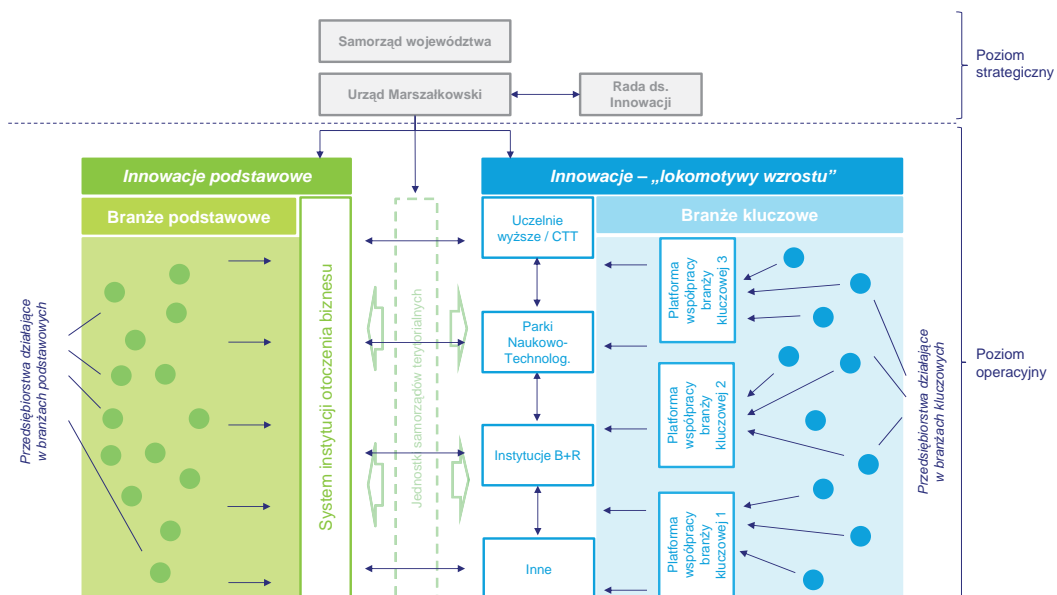 Samorząd województwa
Urząd Marszałkowski
Rada ds.
Innowacji
Poziom
strategiczny
Innowacje podstawowe
Innowacje – „lokomotywy wzrostu”
Branże podstawowe
Uczelnie
wyższe / CTT
Branże kluczowe
Przedsiębiorstwa działające
w branżach podstawowych
System instytucji otoczenia biznesu
Jednostki samorządów terytorialnych
Parki
Naukowo-
Technolog.
Instytucje B+R
Inne
Platforma
współpracy
branży
kluczowej 3
Platforma
współpracy
branży
kluczowej 2
Platforma
współpracy
branży
kluczowej 1
Przedsiębiorstwa działające
w branżach kluczowych
Poziom
operacyjny